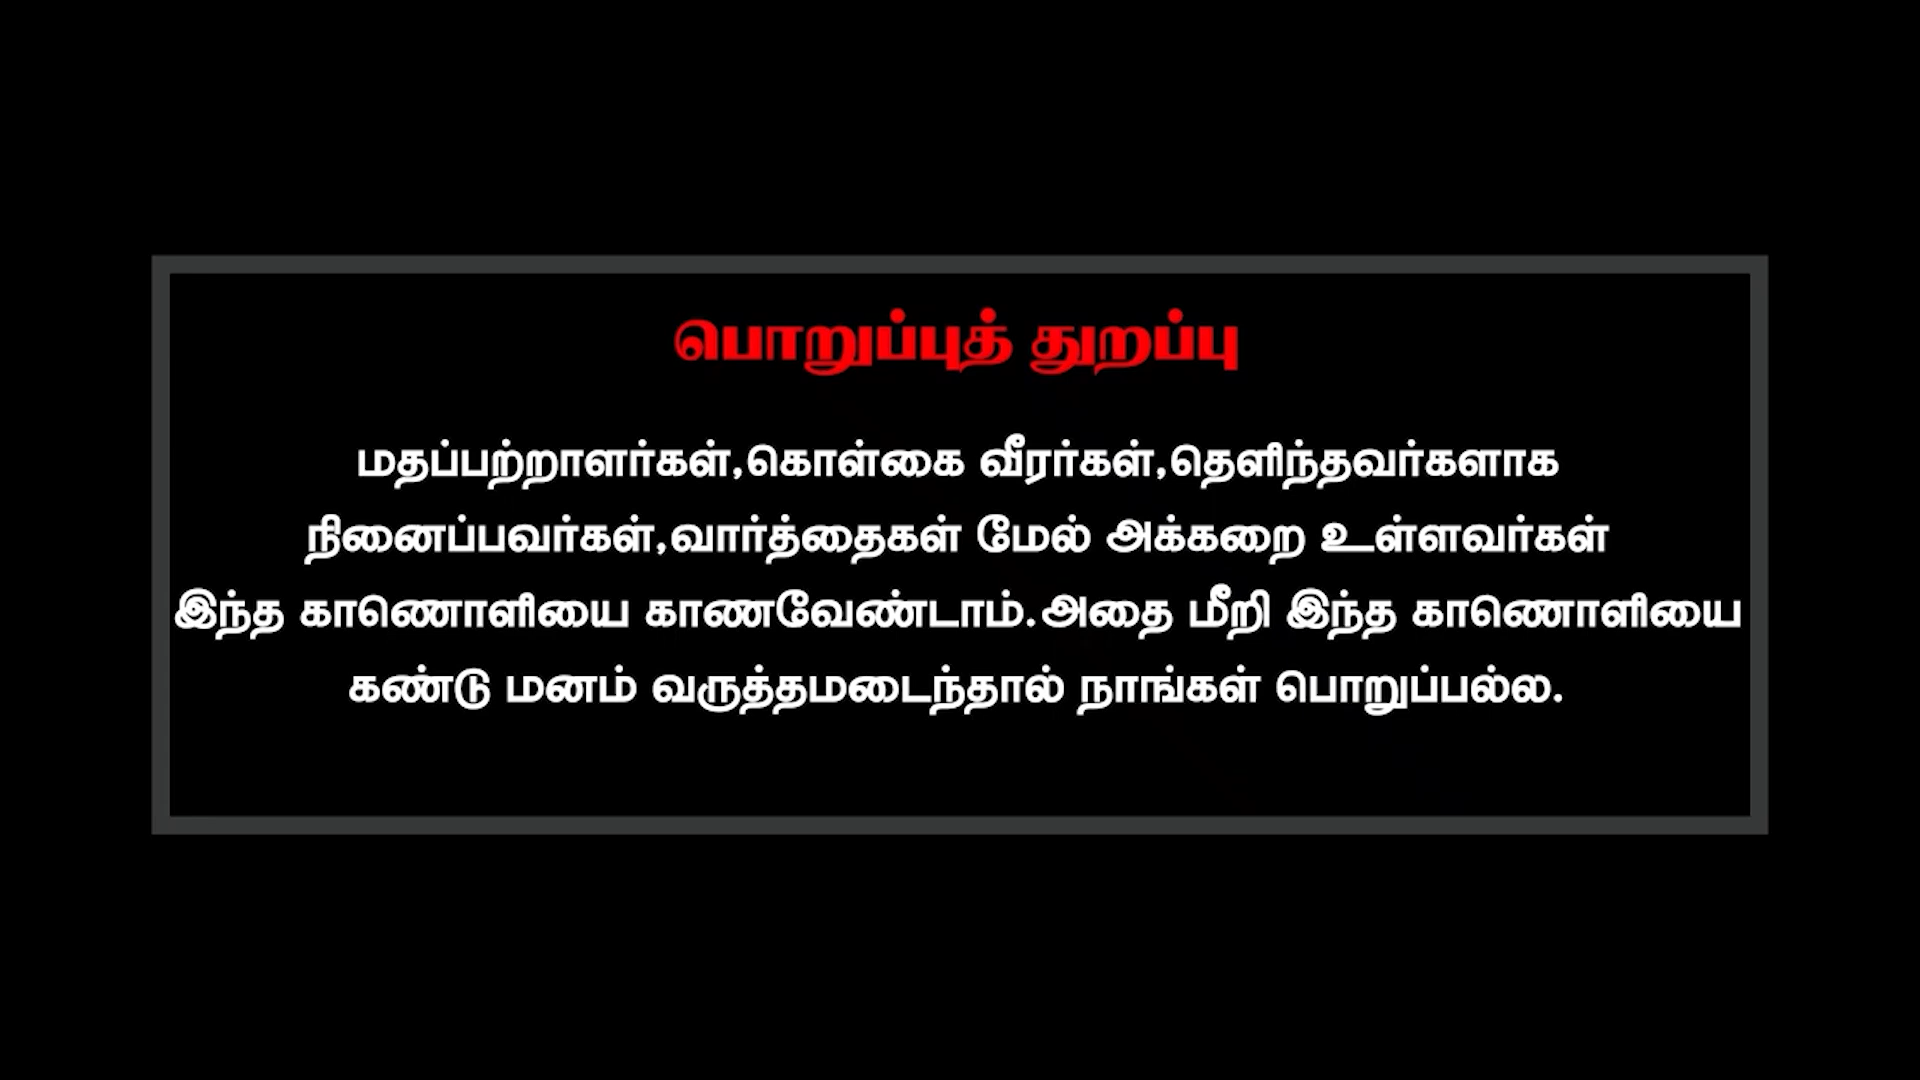 பொறுப்புத் துறப்பு
மதப்பற்றாளர்கள்,கொள்கை வீரர்கள்,தெளிந்தவர்களாக
நினைப்பவர்கள்,வார்த்தைகள் மேல் அக்கறை உள்ளவர்கள்
இந்த காணொளியை காணவேண்டாம்.அதை மீறி இந்த காணொளியை
கண்டு மனம் வருத்தமடைந்தால் நாங்கள் பொறுப்பல்ல.